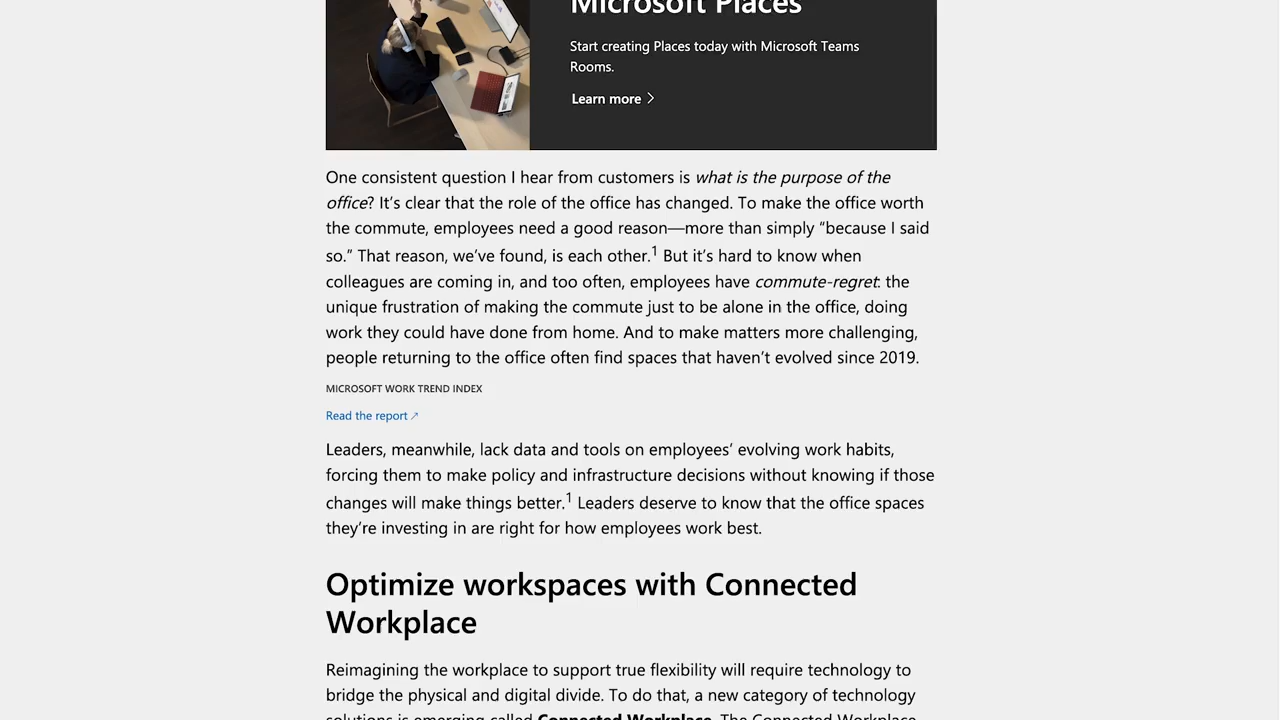 Microsoft Places
Start creating Places today with Microsoft Teams
Rooms.
Learn more >
One consistent question I hear from customers is what is the purpose of the
office? It’s clear that the role of the office has changed. To make the office worth
the commute, employees need a good reason—more than simply “because I said
so.” That reason, we’ve found, is each other.1 But it’s hard to know when
colleagues are coming in, and too often, employees have commute-regret: the
unique frustration of making the commute just to be alone in the office, doing
work they could have done from home. And to make matters more challenging,
people returning to the office often find spaces that haven’t evolved since 2019.
MICROSOFT WORK TREND INDEX
Read the report ↗
Leaders, meanwhile, lack data and tools on employees’ evolving work habits,
forcing them to make policy and infrastructure decisions without knowing if those
changes will make things better.1 Leaders deserve to know that the office spaces
they’re investing in are right for how employees work best.
Optimize workspaces with Connected
Workplace
Reimagining the workplace to support true flexibility will require technology to
bridge the physical and digital divide. To do that, a new category of technology
solutions is emerging called Connected Workplace. The Connected Workplace